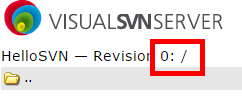 VISUALSVNSERVER
HelloSVN — Revision 0: /
..